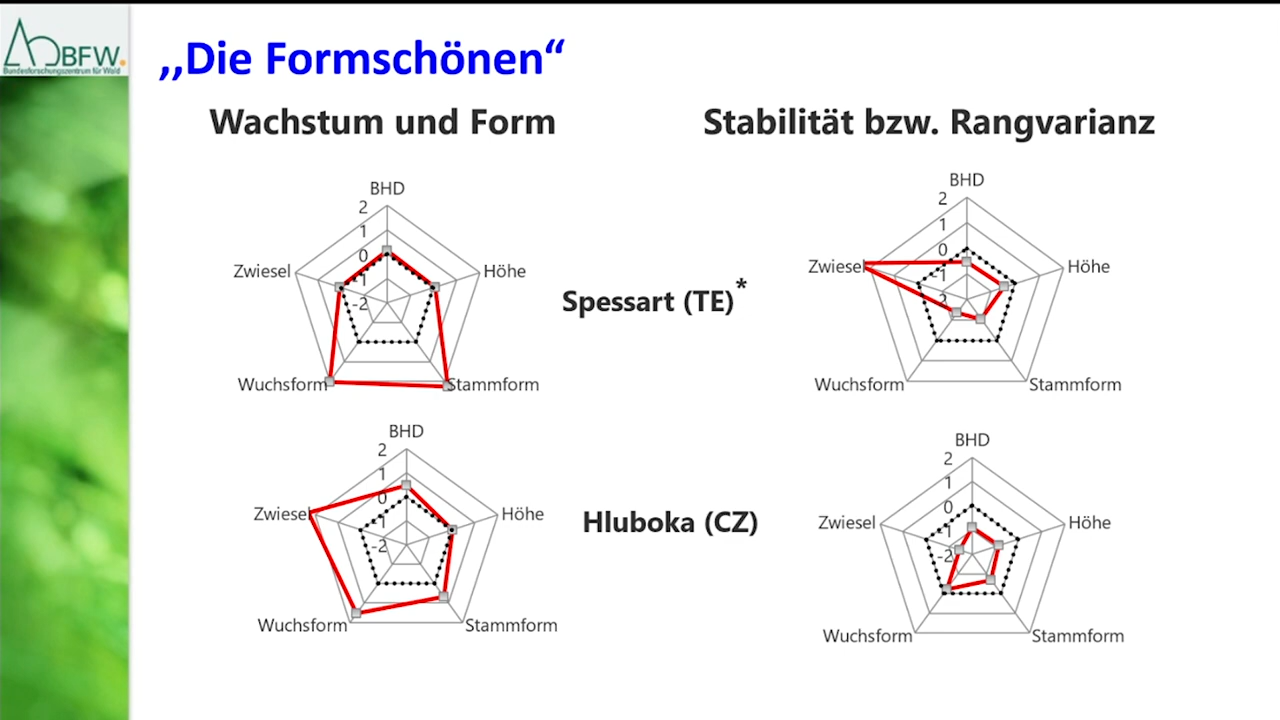 BFW.
Bundesforschungszentrum für Wald
,,Die Formschönen“
Wachstum und Form
Stabilität bzw. Rangvarianz
BHD
2
1
0
-1
-2
Zwiesel
Höhe
Wuchsform
Stammform
Spessart (TE)*
BHD
2
1
0
-1
-2
Zwiesel
Höhe
Wuchsform
Stammform
BHD
2
1
0
-1
-2
Zwiesel
Höhe
Wuchsform
Stammform
Hluboka (CZ)
BHD
2
1
0
-1
-2
Zwiesel
Höhe
Wuchsform
Stammform